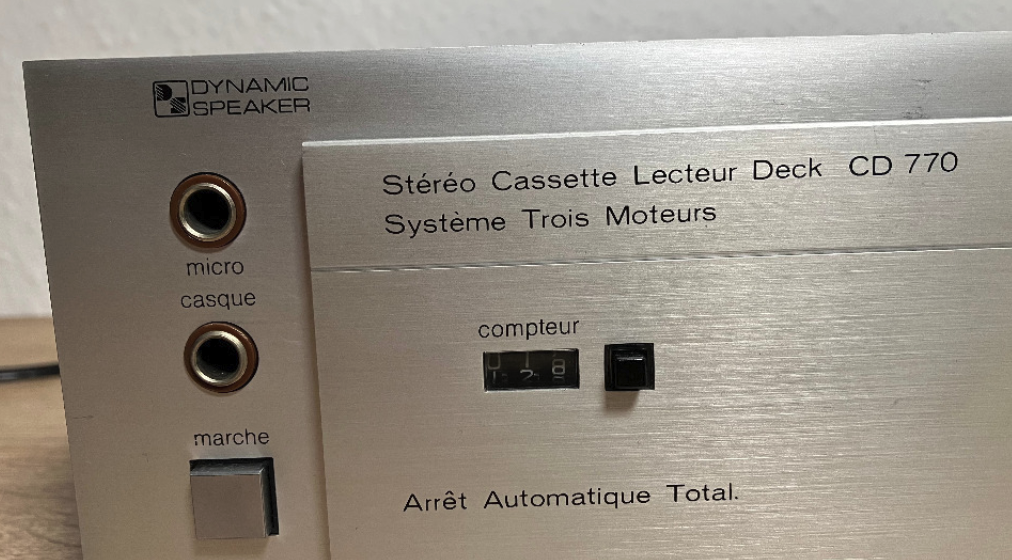 DYNAMIC
SPEAKER
Stéréo Cassette Lecteur Deck CD 770
Système Trois Moteurs
micro
casque
compteur
marche
Arrêt Automatique Total.